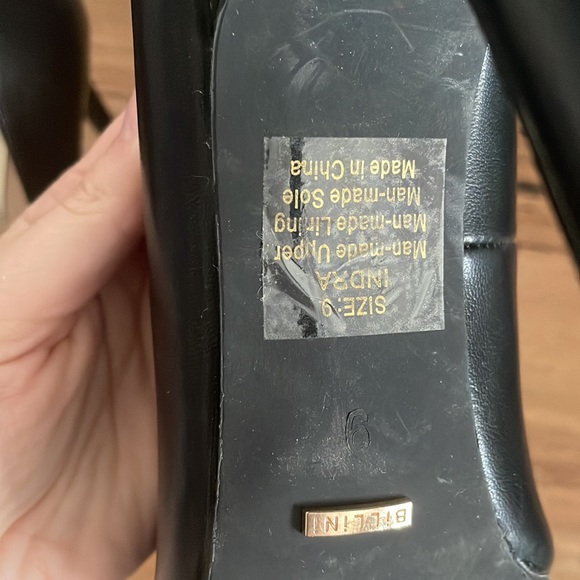 BiLLiNI
9
SIZE:9
INDRA
Man-made Upper
Man-made Lining
Man-made Sole
Made in China